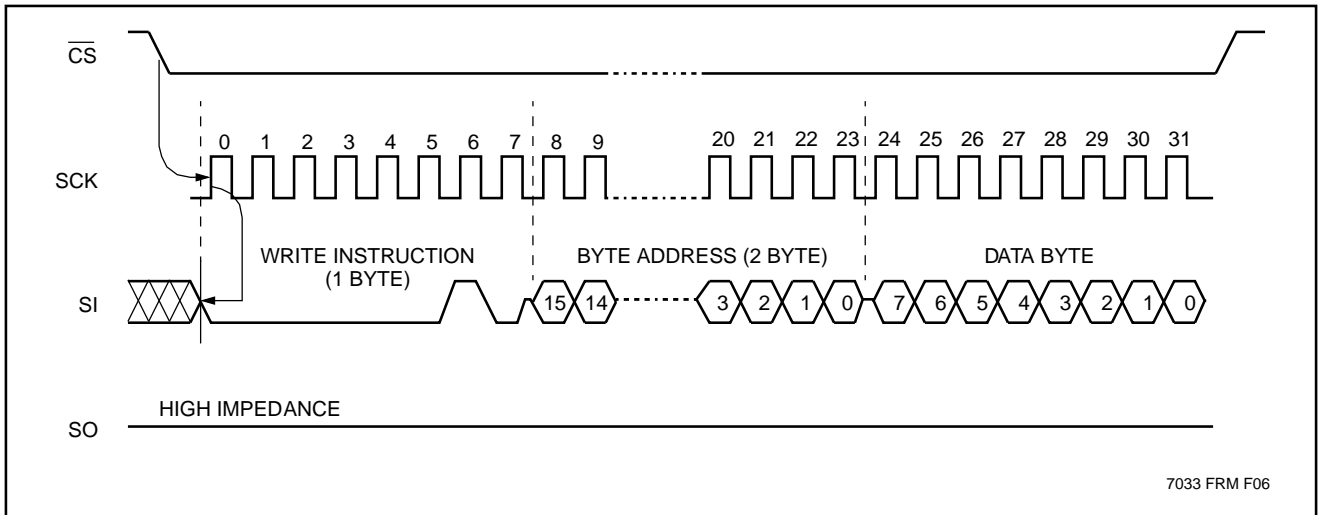 C̅S̅
0 1 2 3 4 5 6 7 8 9 20 21 22 23 24 25 26 27 28 29 30 31
SCK
WRITE INSTRUCTION BYTE ADDRESS (2 BYTE) DATA BYTE
(1 BYTE)
SI 15 14 3 2 1 0 7 6 5 4 3 2 1 0
HIGH IMPEDANCE
SO
7033 FRM F06